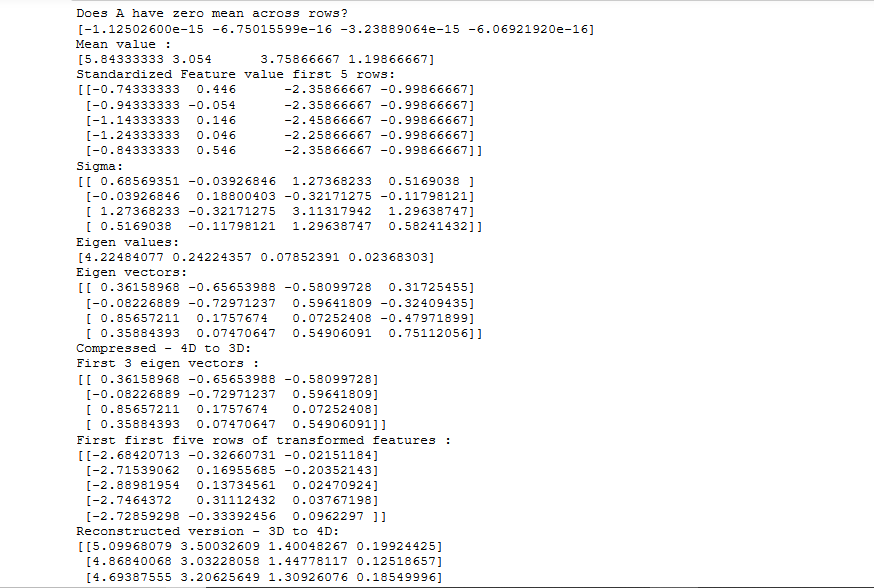 Does A have zero mean across rows?
[-1.12502600e-15 -6.75015599e-16 -3.23889064e-15 -6.06921920e-16]
Mean value :
[5.84333333 3.054      3.75866667 1.19866667]
Standardized Feature value first 5 rows:
[[-0.74333333  0.446      -2.35866667 -0.99866667]
 [-0.94333333 -0.054      -2.35866667 -0.99866667]
 [-1.14333333  0.146      -2.45866667 -0.99866667]
 [-1.24333333  0.046      -2.25866667 -0.99866667]
 [-0.84333333  0.546      -2.35866667 -0.99866667]]
Sigma:
[[ 0.68569351 -0.03926846  1.27368233  0.5169038 ]
 [-0.03926846  0.18800403 -0.32171275 -0.11798121]
 [ 1.27368233 -0.32171275  3.11317942  1.29638747]
 [ 0.5169038  -0.11798121  1.29638747  0.58241432]]
Eigen values:
[4.22484077 0.24224357 0.07852391 0.02368303]
Eigen vectors:
[[ 0.36158968 -0.65653988 -0.58099728  0.31725455]
 [-0.08226889 -0.72971237  0.59641809 -0.32409435]
 [ 0.85657211  0.1757674   0.07252408 -0.47971899]
 [ 0.35884393  0.07470647  0.54906091  0.75112056]]
Compressed - 4D to 3D:
First 3 eigen vectors :
[[ 0.36158968 -0.65653988 -0.58099728]
 [-0.08226889 -0.72971237  0.59641809]
 [ 0.85657211  0.1757674   0.07252408]
 [ 0.35884393  0.07470647  0.54906091]]
First first five rows of transformed features :
[[-2.68420713 -0.32660731 -0.02151184]
 [-2.71539062  0.16955685 -0.20352143]
 [-2.88981954  0.13734561  0.02470924]
 [-2.7464372   0.31112432  0.03767198]
 [-2.72859298 -0.33392456  0.0962297 ]]
Reconstructed version - 3D to 4D:
[[5.09968079 3.50032609 1.40048267 0.19924425]
 [4.86840068 3.03228058 1.44778117 0.12518657]
 [4.69387555 3.20625649 1.30926076 0.18549996]